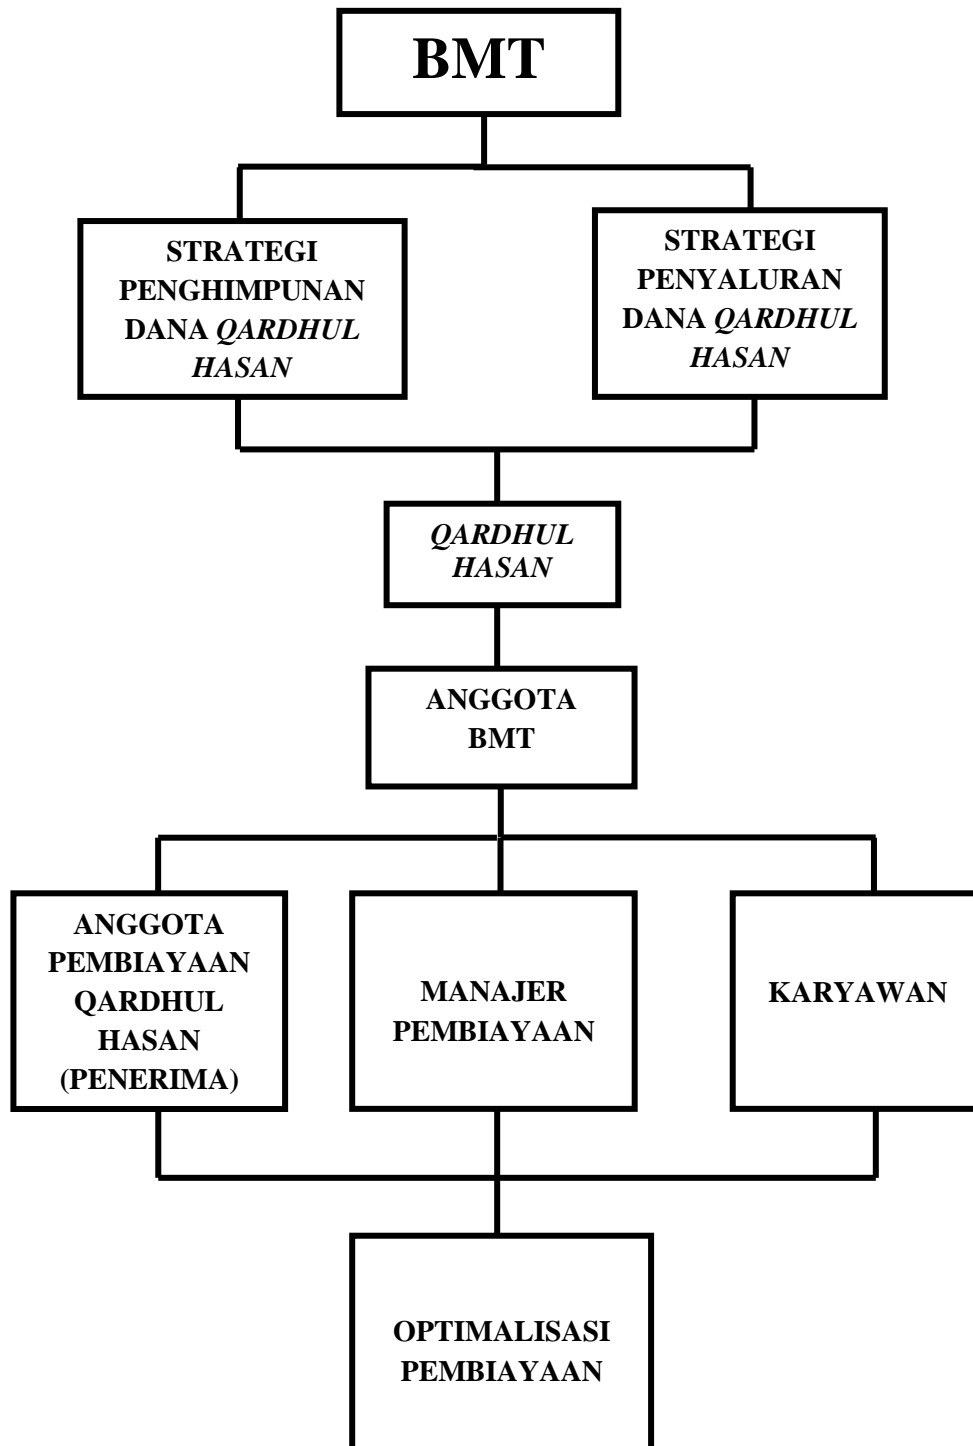 BMT
STRATEGI
PENGHIMPUNAN
DANA QARDHUL
HASAN
STRATEGI
PENYALURAN
DANA QARDHUL
HASAN
QARDHUL
HASAN
ANGGOTA
BMT
ANGGOTA
PEMBIAYAAN
QARDHUL
HASAN
(PENERIMA)
MANAJER
PEMBIAYAAN
KARYAWAN
OPTIMALISASI
PEMBIAYAAN